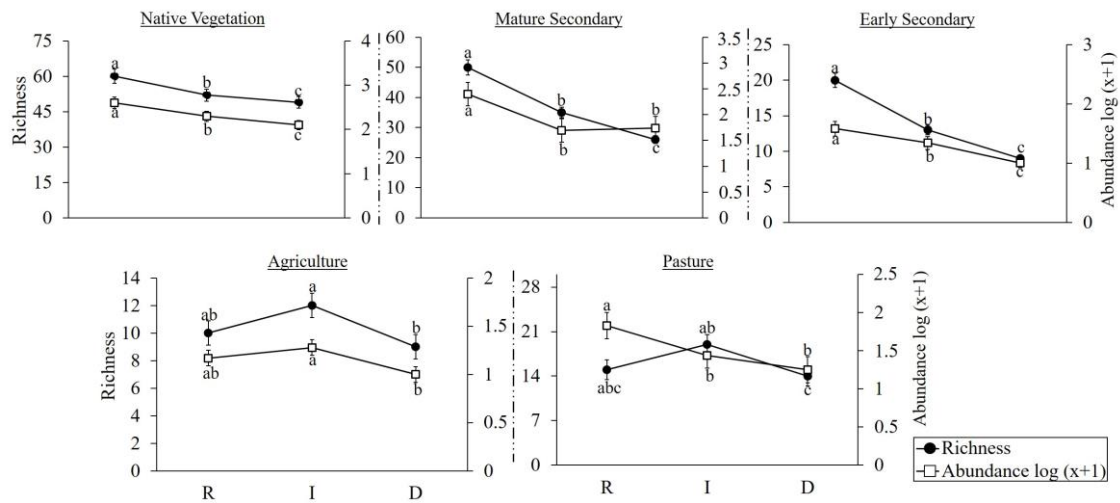 Native Vegetation
Mature Secondary
Early Secondary
Richness
75
60
45
30
15
0
a
b
c
a
b
c
4
3
2
1
0
60
50
40
30
20
10
0
a
b
b
a
b
c
3.5
3
2.5
2
1.5
1
0.5
0
25
20
15
10
5
0
a
b
c
a
b
c
3
2
1
0
Abundance log (x+1)
Agriculture
Pasture
Richness
14
12
10
8
6
4
2
0
ab
a
b
ab
a
b
2
1.5
1
0.5
0
R
I
D
28
21
14
7
0
a
ab
b
abc
b
c
2.5
2
1.5
1
0.5
0
R
I
D
Abundance log (x+1)
Richness
Abundance log (x+1)